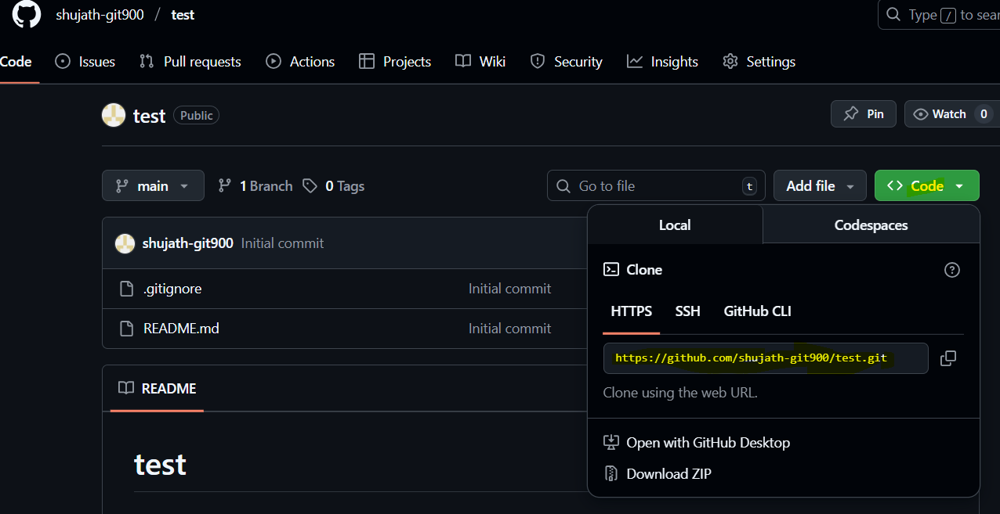 shujath-git900 / test
Type / to sear
Code Issues Pull requests Actions Projects Wiki Security Insights Settings
test Public
Pin Watch 0
main 1 Branch 0 Tags Go to file t Add file Code
Local Codespaces
shujath-git900 Initial commit
Clone
.gitignore Initial commit
HTTPS SSH GitHub CLI
README.md Initial commit
https://github.com/shujath-git900/test.git
README
Clone using the web URL.
Open with GitHub Desktop
test
Download ZIP